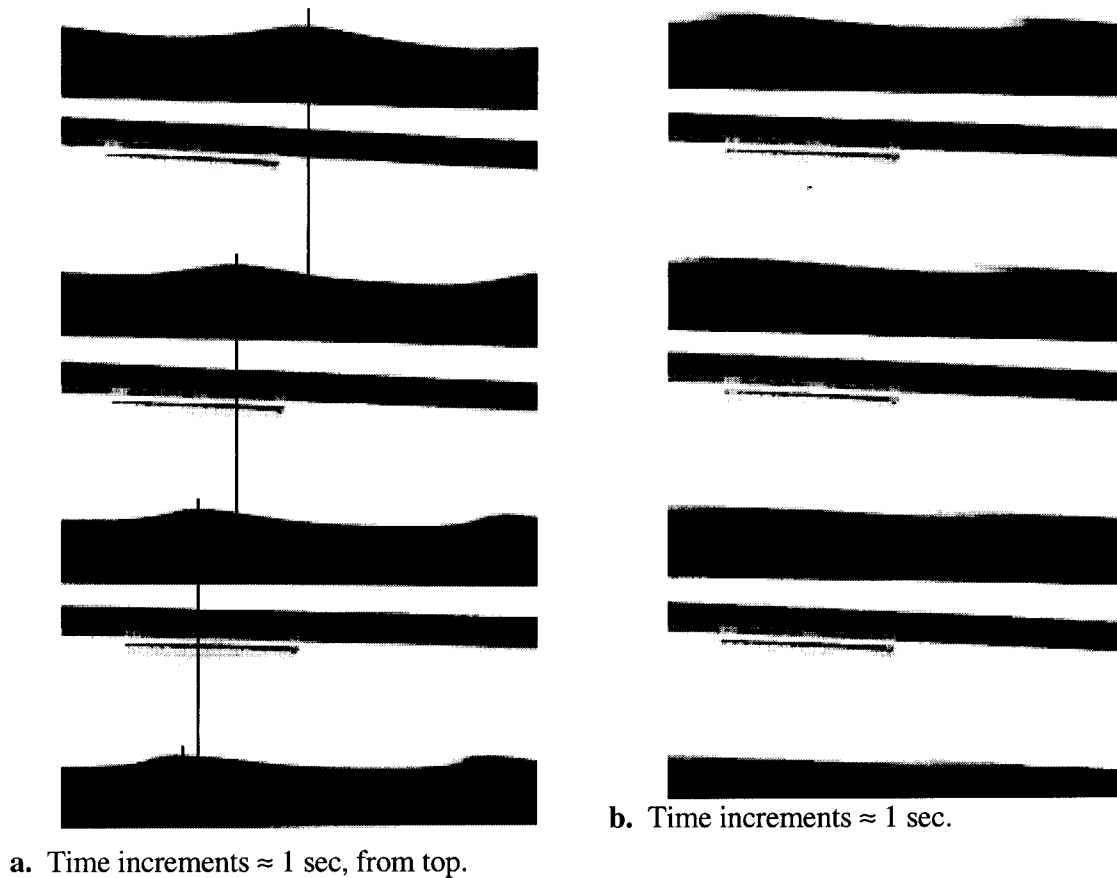 b. Time increments ≈ 1 sec.
a. Time increments ≈ 1 sec, from top.